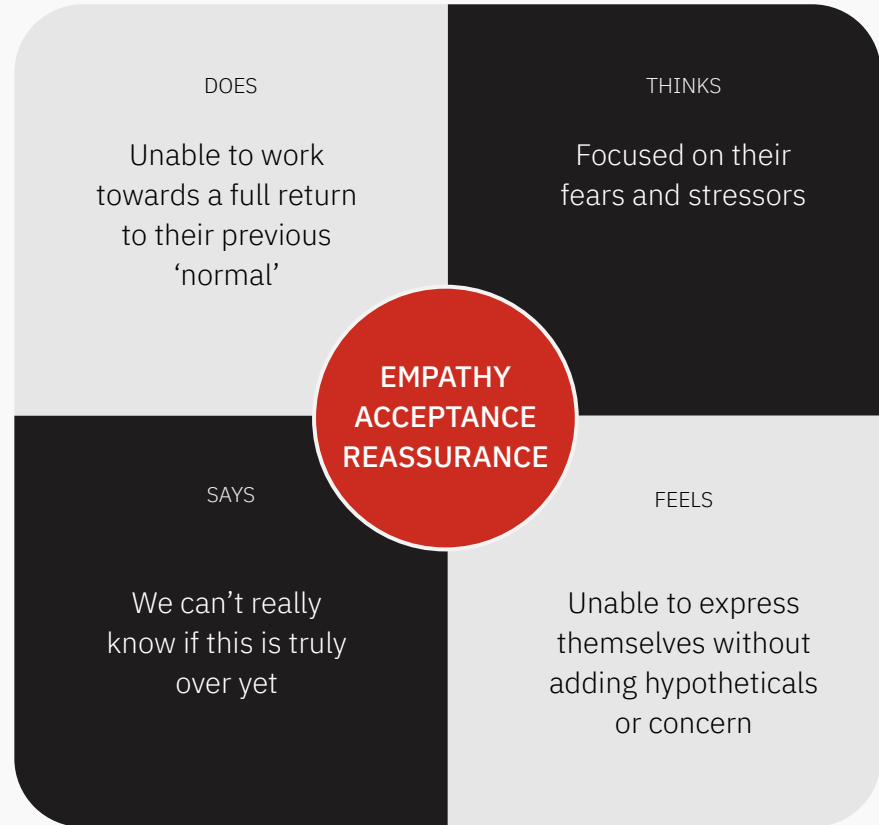 DOES
Unable to work
towards a full return
to their previous
‘normal’
THINKS
Focused on their
fears and stressors
EMPATHY
ACCEPTANCE
REASSURANCE
SAYS
We can’t really
know if this is truly
over yet
FEELS
Unable to express
themselves without
adding hypotheticals
or concern